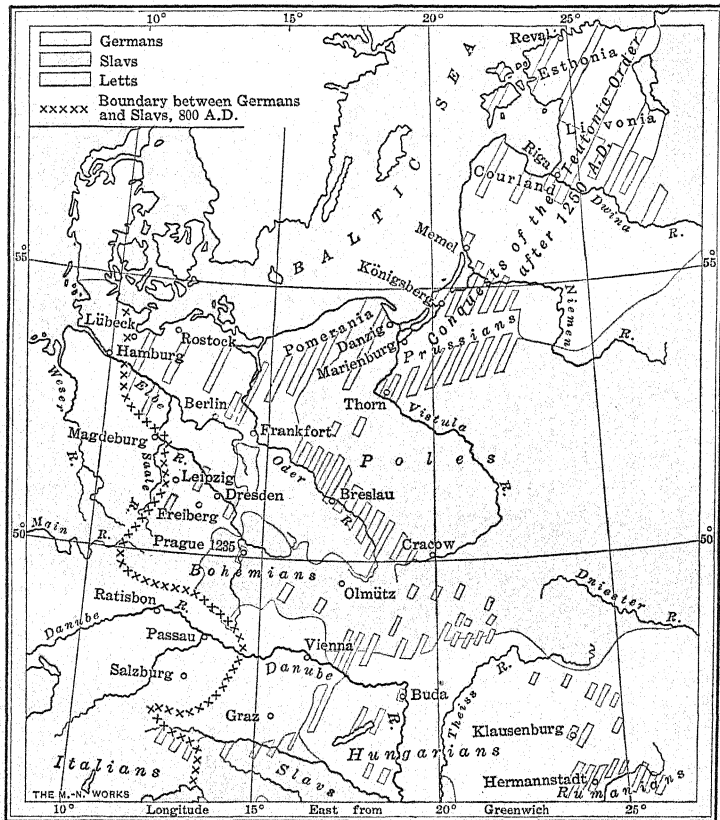 10° 15° 20° 25°
Germans
Slavs
Letts
Boundary between Germans
and Slavs, 800 A.D.
BALTIC SEA
Reval
Esthonia
Livonia
Riga
Courland
Dwina R.
Conquests of the Teutonic Order
after 1250 A.D.
Memel
55 55
Königsberg
Niemen R.
Pomerania
Danzig
Marienburg
Prussians
Lübeck
Rostock
Hamburg
Weser R.
Elbe R.
Berlin
Thorn
Vistula R.
Frankfort
Magdeburg
Saale R.
Poles
Oder R.
Leipzig
Dresden
Breslau
Freiberg
50 50
Main R.
Prague 1235
Cracow
Bohemians
Olmütz
Dniester R.
Ratisbon
Danube R.
Passau
Vienna
Danube R.
Salzburg
Buda
Theiss R.
Graz
Klausenburg
Hungarians
Italians
Slavs
Hermannstadt
Rumanians
THE M.-N. WORKS
10° Longitude 15° East from 20° Greenwich 25°